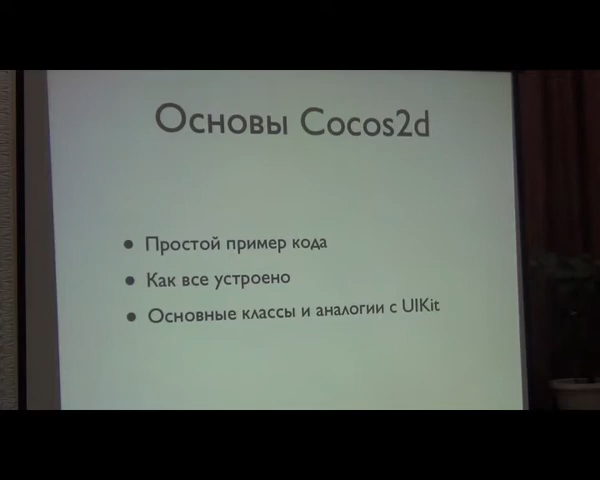 Основы Cocos2d
Простой пример кода
Как все устроено
Основные классы и аналогии с UIKit